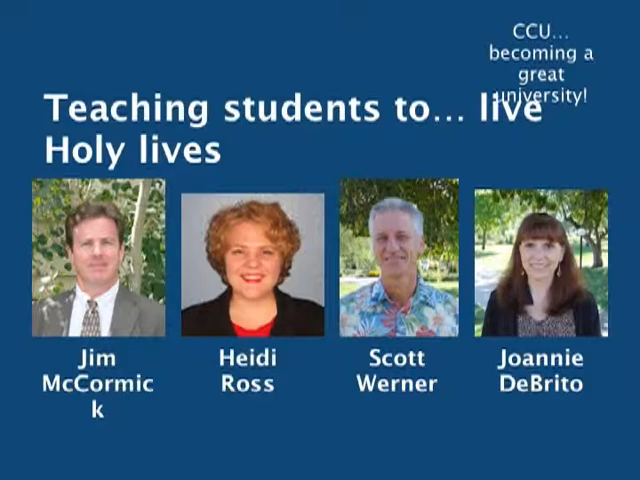 CCU...
becoming a
great
university!
Teaching students to... live
Holy lives
Jim
McCormic
k
Heidi
Ross
Scott
Werner
Joannie
DeBrito